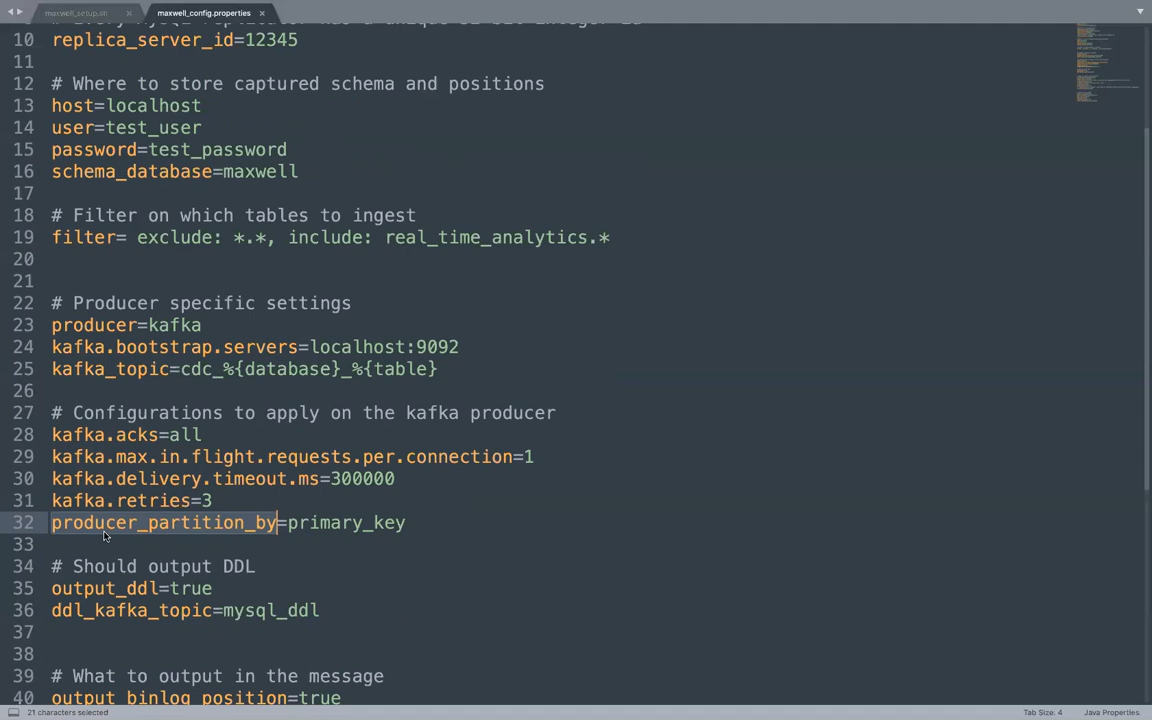 maxwell_setup.sh
maxwell_config.properties
10 replica_server_id=12345
11
12 # Where to store captured schema and positions
13 host=localhost
14 user=test_user
15 password=test_password
16 schema_database=maxwell
17
18 # Filter on which tables to ingest
19 filter= exclude: *.*, include: real_time_analytics.*
20
21
22 # Producer specific settings
23 producer=kafka
24 kafka.bootstrap.servers=localhost:9092
25 kafka_topic=cdc_%{database}_%{table}
26
27 # Configurations to apply on the kafka producer
28 kafka.acks=all
29 kafka.max.in.flight.requests.per.connection=1
30 kafka.delivery.timeout.ms=300000
31 kafka.retries=3
32 producer_partition_by=primary_key
33
34 # Should output DDL
35 output_ddl=true
36 ddl_kafka_topic=mysql_ddl
37
38
39 # What to output in the message
40 output_binlog_position=true
21 characters selected
Tab Size: 4
Java Properties